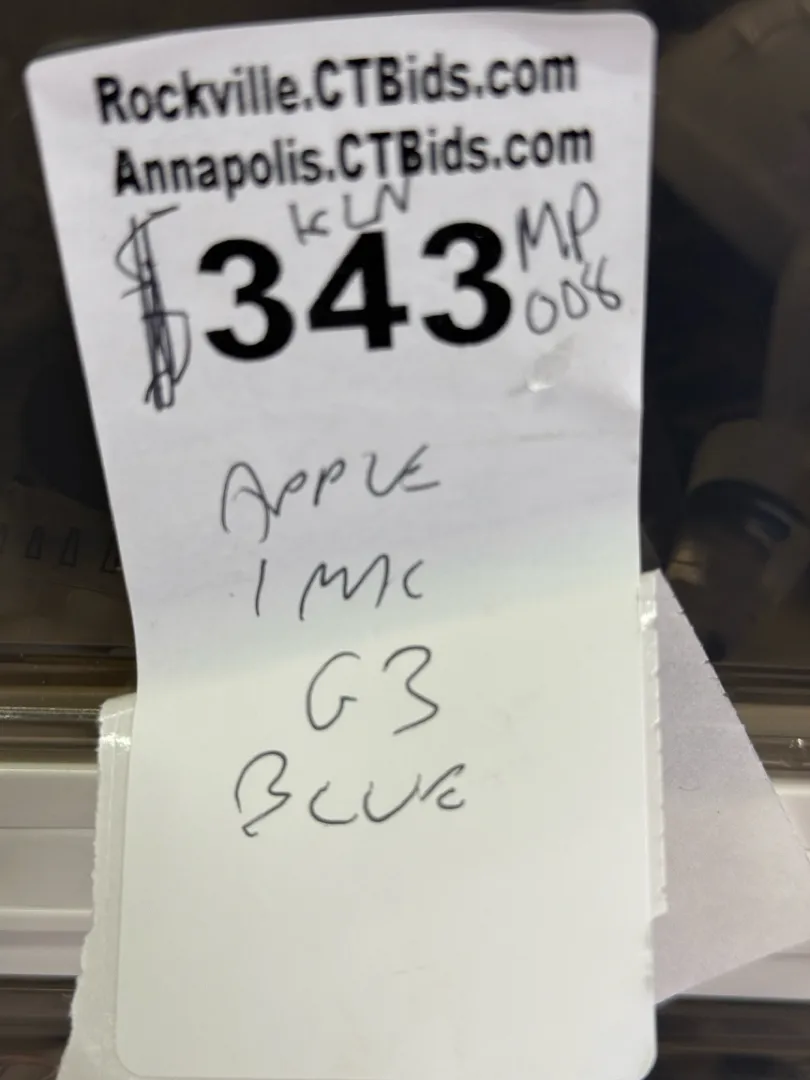 Rockville.CTBids.com
Annapolis.CTBids.com
KLN
$ 343 MP
008
APPLE
IMAC
G3
BLUE